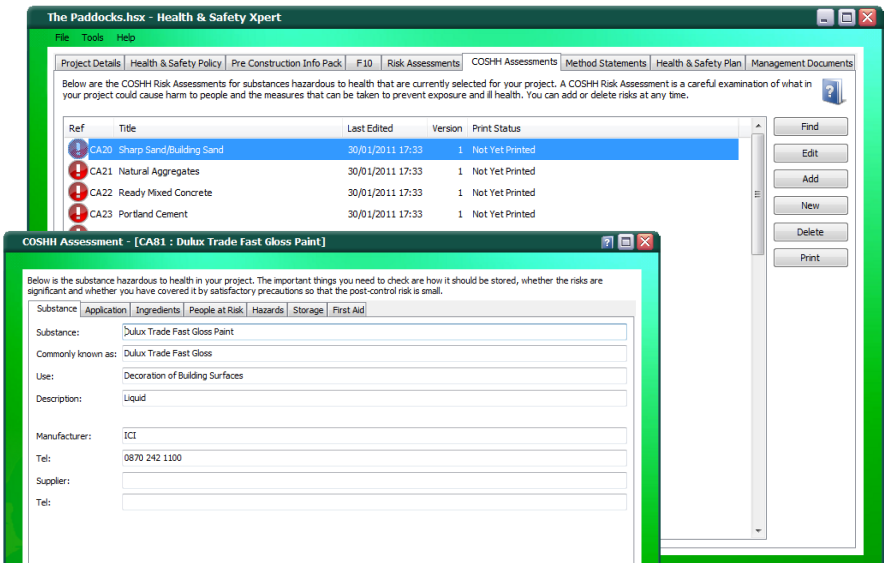 The Paddocks.hsx - Health & Safety Xpert
File Tools Help
Project Details Health & Safety Policy Pre Construction Info Pack F10 Risk Assessments COSHH Assessments Method Statements Health & Safety Plan Management Documents
Below are the COSHH Risk Assessments for substances hazardous to health that are currently selected for your project. A COSHH Risk Assessment is a careful examination of what in
your project could cause harm to people and the measures that can be taken to prevent exposure and ill health. You can add or delete risks at any time.
Ref Title Last Edited Version Print Status
CA20 Sharp Sand/Building Sand 30/01/2011 17:33 1 Not Yet Printed
CA21 Natural Aggregates 30/01/2011 17:33 1 Not Yet Printed
CA22 Ready Mixed Concrete 30/01/2011 17:33 1 Not Yet Printed
CA23 Portland Cement 30/01/2011 17:33 1 Not Yet Printed
Find
Edit
Add
New
Delete
Print
COSHH Assessment - [CA81 : Dulux Trade Fast Gloss Paint]
Below is the substance hazardous to health in your project. The important things you need to check are how it should be stored, whether the risks are
significant and whether you have covered it by satisfactory precautions so that the post-control risk is small.
Substance Application Ingredients People at Risk Hazards Storage First Aid
Substance: Dulux Trade Fast Gloss Paint
Commonly known as: Dulux Trade Fast Gloss
Use: Decoration of Building Surfaces
Description: Liquid
Manufacturer: ICI
Tel: 0870 242 1100
Supplier:
Tel: